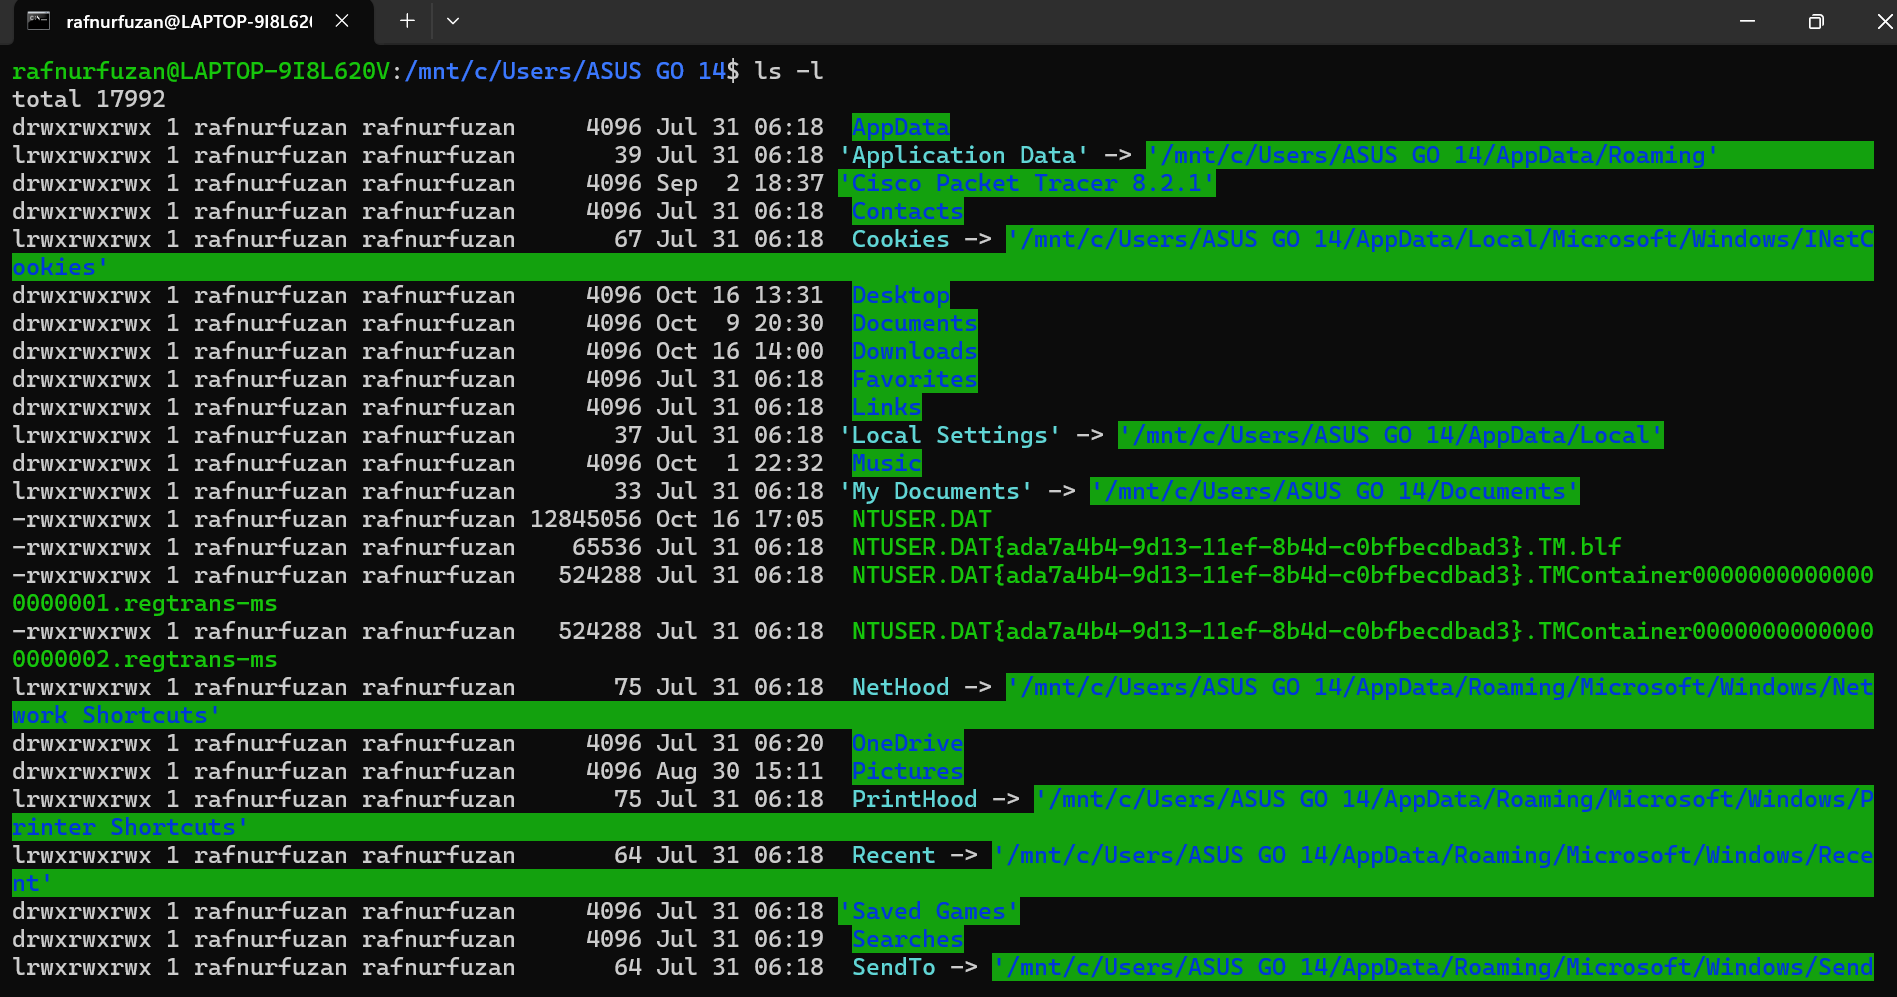 rafnurfuzan@LAPTOP-9I8L620
rafnurfuzan@LAPTOP-9I8L620V:/mnt/c/Users/ASUS GO 14$ ls -l
total 17992
drwxrwxrwx 1 rafnurfuzan rafnurfuzan     4096 Jul 31 06:18  AppData
lrwxrwxrwx 1 rafnurfuzan rafnurfuzan       39 Jul 31 06:18 'Application Data' -> '/mnt/c/Users/ASUS GO 14/AppData/Roaming'
drwxrwxrwx 1 rafnurfuzan rafnurfuzan     4096 Sep  2 18:37 'Cisco Packet Tracer 8.2.1'
drwxrwxrwx 1 rafnurfuzan rafnurfuzan     4096 Jul 31 06:18  Contacts
lrwxrwxrwx 1 rafnurfuzan rafnurfuzan       67 Jul 31 06:18  Cookies -> '/mnt/c/Users/ASUS GO 14/AppData/Local/Microsoft/Windows/INetC
ookies'
drwxrwxrwx 1 rafnurfuzan rafnurfuzan     4096 Oct 16 13:31  Desktop
drwxrwxrwx 1 rafnurfuzan rafnurfuzan     4096 Oct  9 20:30  Documents
drwxrwxrwx 1 rafnurfuzan rafnurfuzan     4096 Oct 16 14:00  Downloads
drwxrwxrwx 1 rafnurfuzan rafnurfuzan     4096 Jul 31 06:18  Favorites
drwxrwxrwx 1 rafnurfuzan rafnurfuzan     4096 Jul 31 06:18  Links
lrwxrwxrwx 1 rafnurfuzan rafnurfuzan       37 Jul 31 06:18 'Local Settings' -> '/mnt/c/Users/ASUS GO 14/AppData/Local'
drwxrwxrwx 1 rafnurfuzan rafnurfuzan     4096 Oct  1 22:32  Music
lrwxrwxrwx 1 rafnurfuzan rafnurfuzan       33 Jul 31 06:18 'My Documents' -> '/mnt/c/Users/ASUS GO 14/Documents'
-rwxrwxrwx 1 rafnurfuzan rafnurfuzan 12845056 Oct 16 17:05  NTUSER.DAT
-rwxrwxrwx 1 rafnurfuzan rafnurfuzan    65536 Jul 31 06:18  NTUSER.DAT{ada7a4b4-9d13-11ef-8b4d-c0bfbecdbad3}.TM.blf
-rwxrwxrwx 1 rafnurfuzan rafnurfuzan   524288 Jul 31 06:18  NTUSER.DAT{ada7a4b4-9d13-11ef-8b4d-c0bfbecdbad3}.TMContainer0000000000000
0000001.regtrans-ms
-rwxrwxrwx 1 rafnurfuzan rafnurfuzan   524288 Jul 31 06:18  NTUSER.DAT{ada7a4b4-9d13-11ef-8b4d-c0bfbecdbad3}.TMContainer0000000000000
0000002.regtrans-ms
lrwxrwxrwx 1 rafnurfuzan rafnurfuzan       75 Jul 31 06:18  NetHood -> '/mnt/c/Users/ASUS GO 14/AppData/Roaming/Microsoft/Windows/Net
work Shortcuts'
drwxrwxrwx 1 rafnurfuzan rafnurfuzan     4096 Jul 31 06:20  OneDrive
drwxrwxrwx 1 rafnurfuzan rafnurfuzan     4096 Aug 30 15:11  Pictures
lrwxrwxrwx 1 rafnurfuzan rafnurfuzan       75 Jul 31 06:18  PrintHood -> '/mnt/c/Users/ASUS GO 14/AppData/Roaming/Microsoft/Windows/P
rinter Shortcuts'
lrwxrwxrwx 1 rafnurfuzan rafnurfuzan       64 Jul 31 06:18  Recent -> '/mnt/c/Users/ASUS GO 14/AppData/Roaming/Microsoft/Windows/Rece
nt'
drwxrwxrwx 1 rafnurfuzan rafnurfuzan     4096 Jul 31 06:18 'Saved Games'
drwxrwxrwx 1 rafnurfuzan rafnurfuzan     4096 Jul 31 06:19  Searches
lrwxrwxrwx 1 rafnurfuzan rafnurfuzan       64 Jul 31 06:18  SendTo -> '/mnt/c/Users/ASUS GO 14/AppData/Roaming/Microsoft/Windows/Send